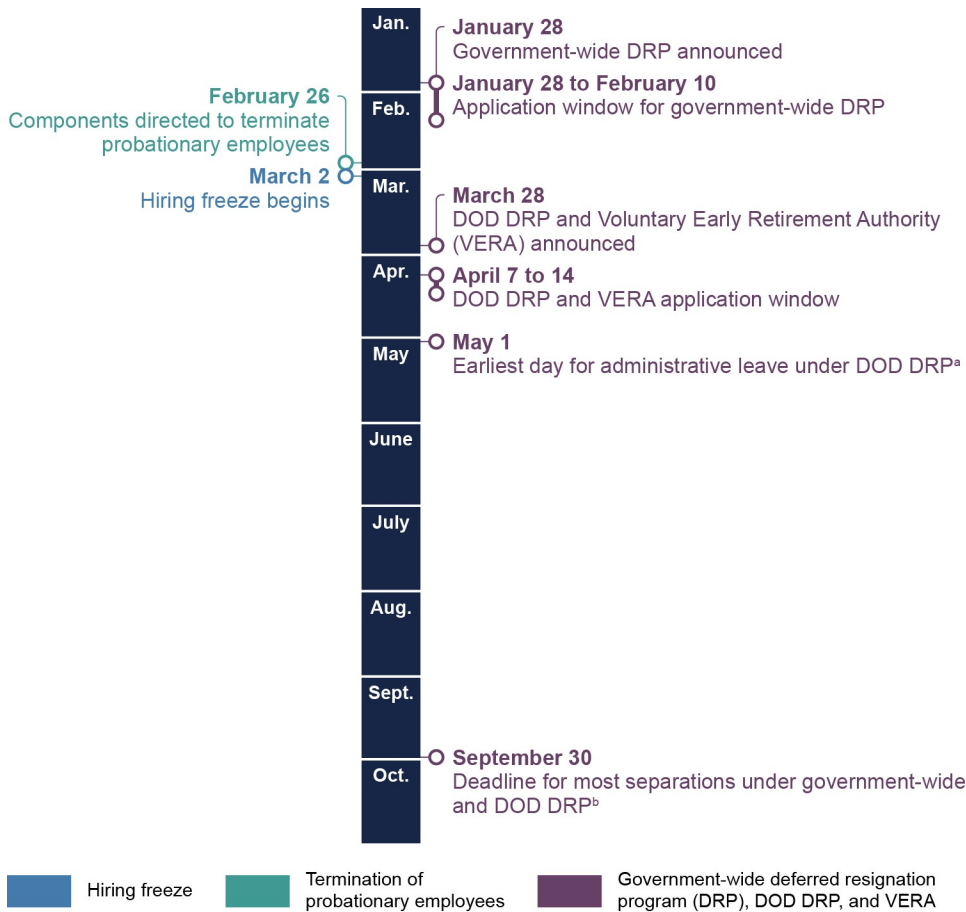 Jan.
January 28
Government-wide DRP announced
January 28 to February 10
Application window for government-wide DRP
February 26
Components directed to terminate
probationary employees
Feb.
March 2
Hiring freeze begins
Mar.
March 28
DOD DRP and Voluntary Early Retirement Authority
(VERA) announced
Apr.
April 7 to 14
DOD DRP and VERA application window
May 1
Earliest day for administrative leave under DOD DRPᵃ
May
June
July
Aug.
Sept.
September 30
Deadline for most separations under government-wide
and DOD DRPᵇ
Oct.
Hiring freeze
Termination of
probationary employees
Government-wide deferred resignation
program (DRP), DOD DRP, and VERA